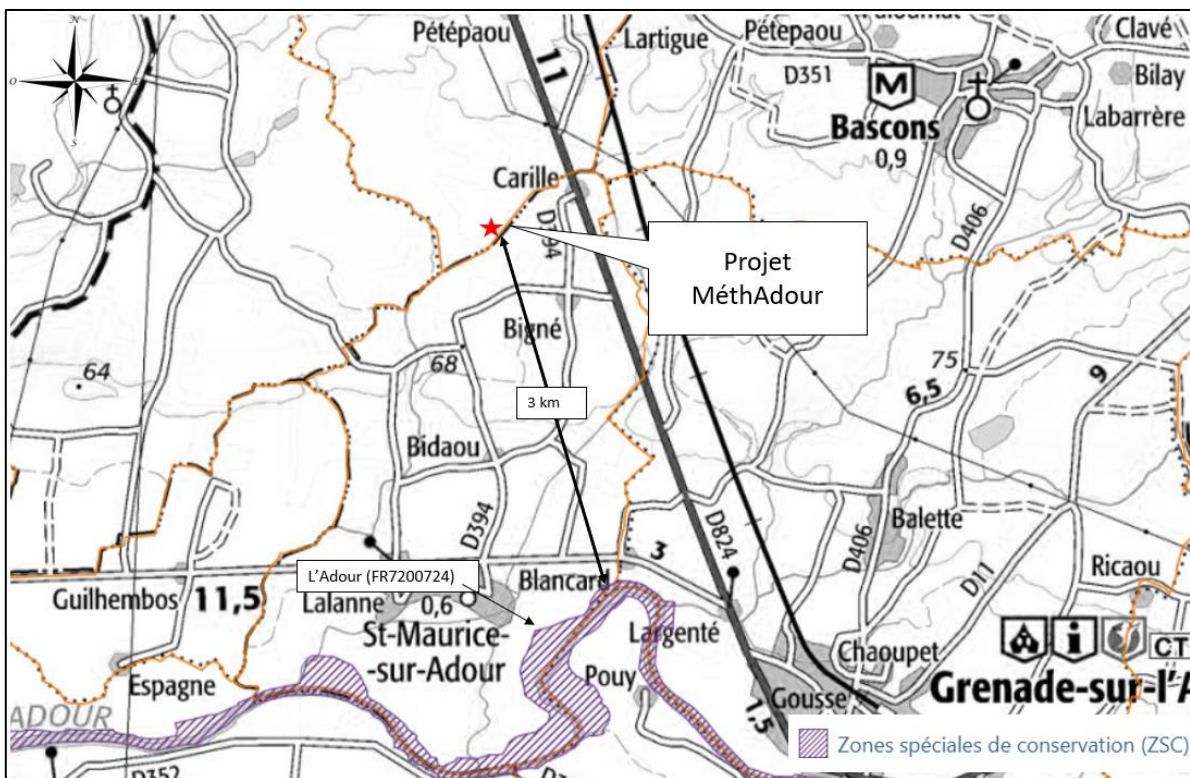 N
O
S
Pétépaou
11
Lartigue
Pétepaou
D351
Clavé
Bilay
M
Bascons
0,9
Labarrère
Carille
D394
D406
Projet
MéthAdour
Bigné
64
68
75
6,5
9
3 km
Bidaou
D394
D824
D406
Balette
D11
L'Adour (FR7200724)
Blancard
3
Ricaou
Guilhembos
11,5
Lalanne
0,6
St-Maurice-
-sur-Adour
Largenté
Chaoupet
CT
Espagne
Pouy
Gousse
Grenade-sur-l'A
ADOUR
1,5
D352
Zones spéciales de conservation (ZSC)